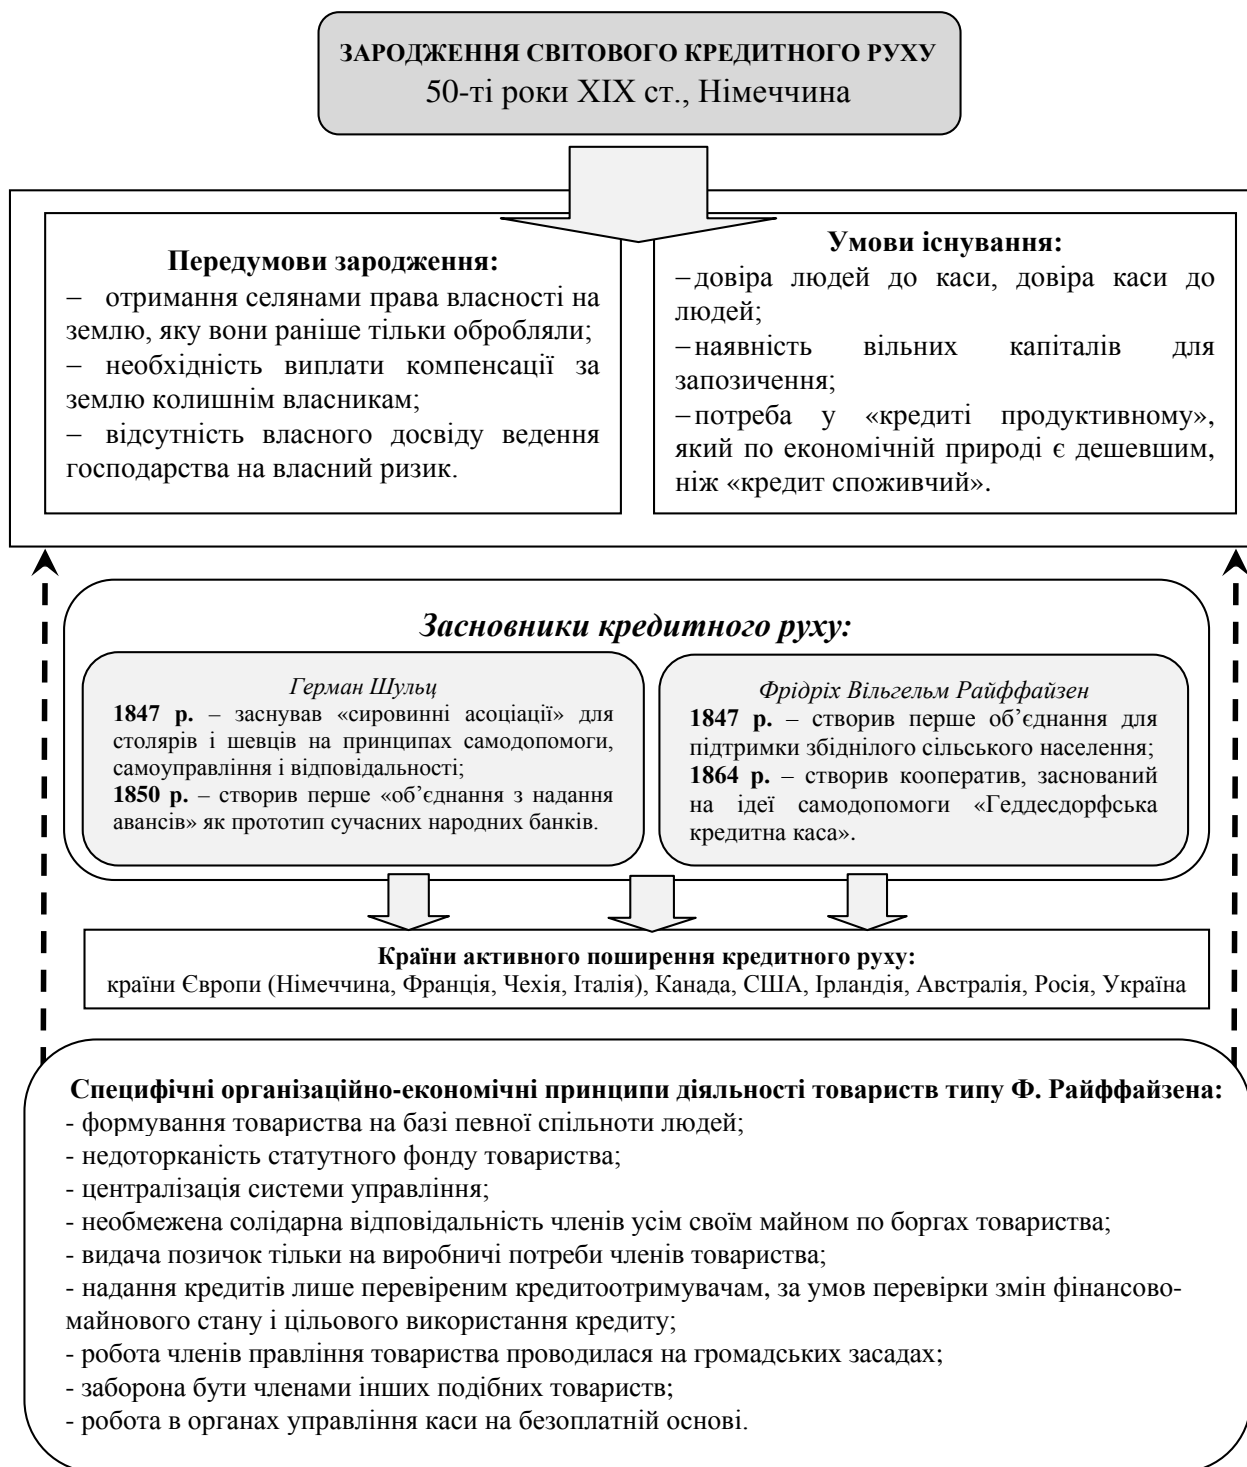 ЗАРОДЖЕННЯ СВІТОВОГО КРЕДИТНОГО РУХУ
50-ті роки ХІХ ст., Німеччина
Передумови зародження:
– отримання селянами права власності на
землю, яку вони раніше тільки обробляли;
– необхідність виплати компенсації за
землю колишнім власникам;
– відсутність власного досвіду ведення
господарства на власний ризик.
Умови існування:
– довіра людей до каси, довіра каси до
людей;
– наявність вільних капіталів для
запозичення;
– потреба у «кредиті продуктивному»,
який по економічній природі є дешевшим,
ніж «кредит споживчий».
Засновники кредитного руху:
Герман Шульц
1847 р. – заснував «сировинні асоціації» для
столярів і шевців на принципах самодопомоги,
самоуправління і відповідальності;
1850 р. – створив перше «об’єднання з надання
авансів» як прототип сучасних народних банків.
Фрідріх Вільгельм Райффайзен
1847 р. – створив перше об’єднання для
підтримки збіднілого сільського населення;
1864 р. – створив кооператив, заснований
на ідеї самодопомоги «Геддесдорфська
кредитна каса».
Країни активного поширення кредитного руху:
країни Європи (Німеччина, Франція, Чехія, Італія), Канада, США, Ірландія, Австралія, Росія, Україна
Специфічні організаційно-економічні принципи діяльності товариств типу Ф. Райффайзена:
- формування товариства на базі певної спільноти людей;
- недоторканість статутного фонду товариства;
- централізація системи управління;
- необмежена солідарна відповідальність членів усім своїм майном по боргах товариства;
- видача позичок тільки на виробничі потреби членів товариства;
- надання кредитів лише перевіреним кредитоотримувачам, за умов перевірки змін фінансово-
майнового стану і цільового використання кредиту;
- робота членів правління товариства проводилася на громадських засадах;
- заборона бути членами інших подібних товариств;
- робота в органах управління каси на безоплатній основі.